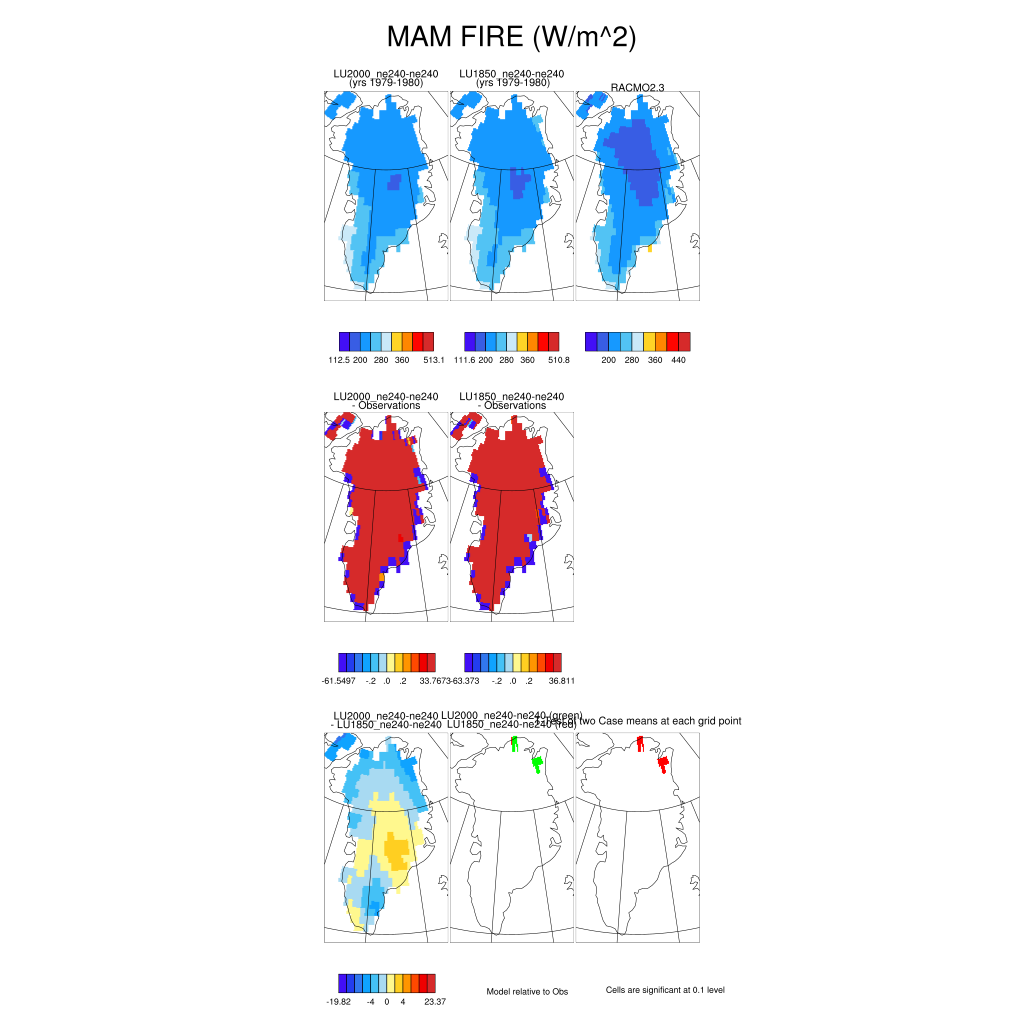 MAM FIRE (W/m^2)
LU2000_ne240-ne240
(yrs 1979-1980)
LU1850_ne240-ne240
(yrs 1979-1980)
RACMO2.3
112.5 200 280 360 513.1
111.6 200 280 360 510.8
200 280 360 440
LU2000_ne240-ne240
- Observations
LU1850_ne240-ne240
- Observations
-61.5497 -.2 .0 .2 33.7673
-63.373 -.2 .0 .2 36.811
LU2000_ne240-ne240
- LU1850_ne240-ne240
LU2000_ne240-ne240 (green)
LU1850_ne240-ne240 (red)
of two Case means at each grid point
-19.82 -4 0 4 23.37
Model relative to Obs
Cells are significant at 0.1 level